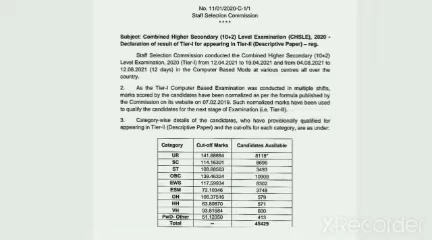 No. 11/01/2020-C-1/1
Staff Selection Commission
****
Subject: Combined Higher Secondary (10+2) Level Examination (CHSLE), 2020 -
Declaration of result of Tier-I for appearing in Tier-II (Descriptive Paper) – reg.
Staff Selection Commission conducted the Combined Higher Secondary (10+2)
Level Examination, 2020 (Tier-I) from 12.04.2021 to 19.04.2021 and from 04.08.2021 to
12.08.2021 (12 days) in the Computer Based Mode at various centres all over the
country.
2. As the Tier-I Computer Based Examination was conducted in multiple shifts,
marks scored by the candidates have been normalized as per the formula published by
the Commission on its website on 07.02.2019. Such normalized marks have been used
to qualify the candidates for the next stage of Examination (i.e. Tier-II).
3. Category-wise details of the candidates, who have provisionally qualified for
appearing in Tier-II (Descriptive Paper) and the cut-offs for each category, are as under:
Category Cut-off Marks Candidates Available
UR 141.88684
SC
ST 5493
OBC
EWS
ESM
OH 579
HH 571
VH
PwD- Other 413
Total -- 45429
XRecorder